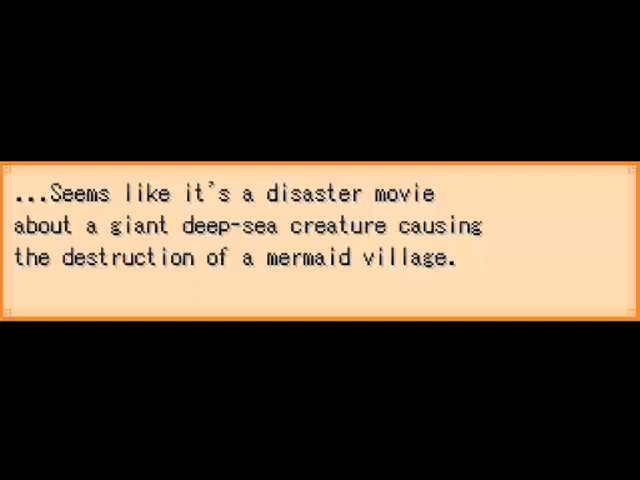 ...Seems like it's a disaster movie
about a giant deep-sea creature causing
the destruction of a mermaid village.